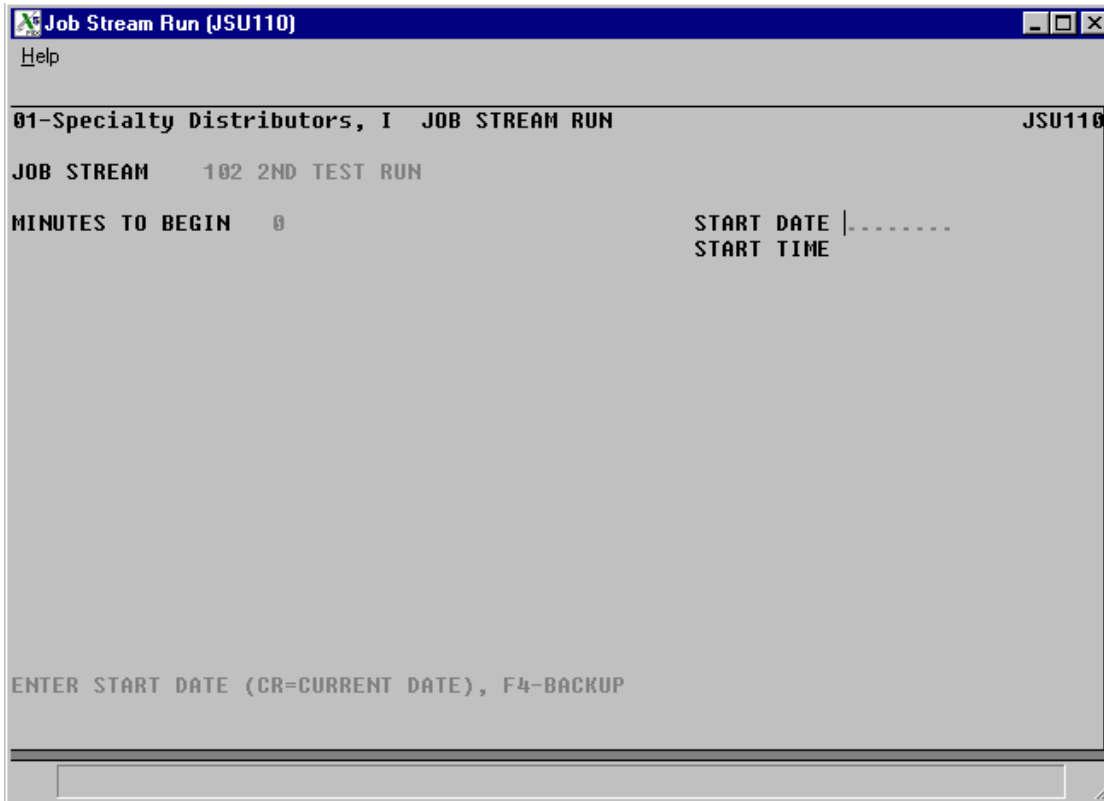 Job Stream Run (JSU110)
Help
01-Specialty Distributors, I JOB STREAM RUN JSU110
JOB STREAM 102 2ND TEST RUN
MINUTES TO BEGIN 0 START DATE ........
START TIME
ENTER START DATE (CR=CURRENT DATE), F4-BACKUP